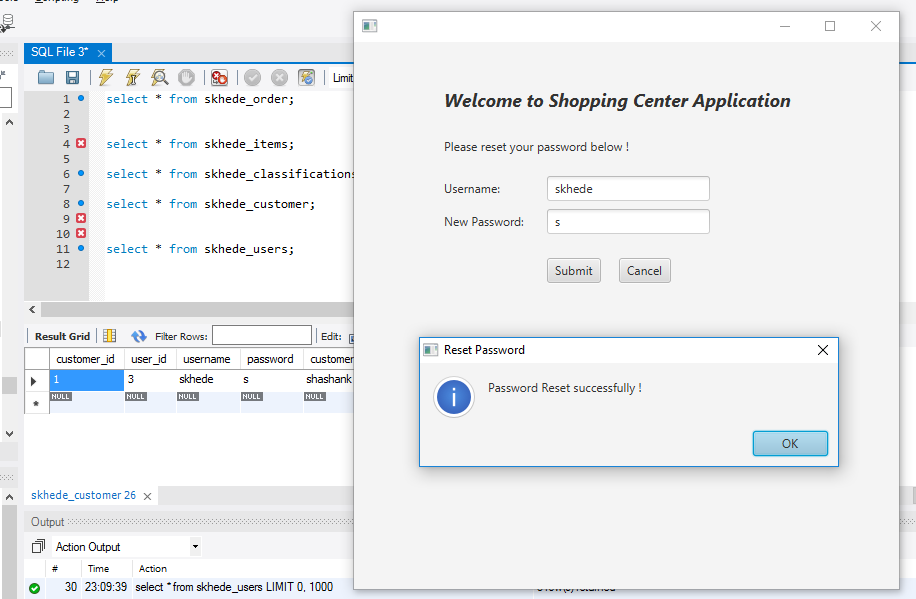 Scripting Help
SQL File 3*
Limit
1 select * from skhede_order;
2
3
4 select * from skhede_items;
5
6 select * from skhede_classifications
7
8 select * from skhede_customer;
9
10
11 select * from skhede_users;
12
Result Grid Filter Rows: Edit:
customer_id user_id username password customer
1 3 skhede s shashank
NULL NULL NULL NULL NULL
skhede_customer 26
Output
Action Output
# Time Action
30 23:09:39 select * from skhede_users LIMIT 0, 1000
Welcome to Shopping Center Application
Please reset your password below !
Username: skhede
New Password: s
Submit Cancel
Reset Password
Password Reset successfully !
OK